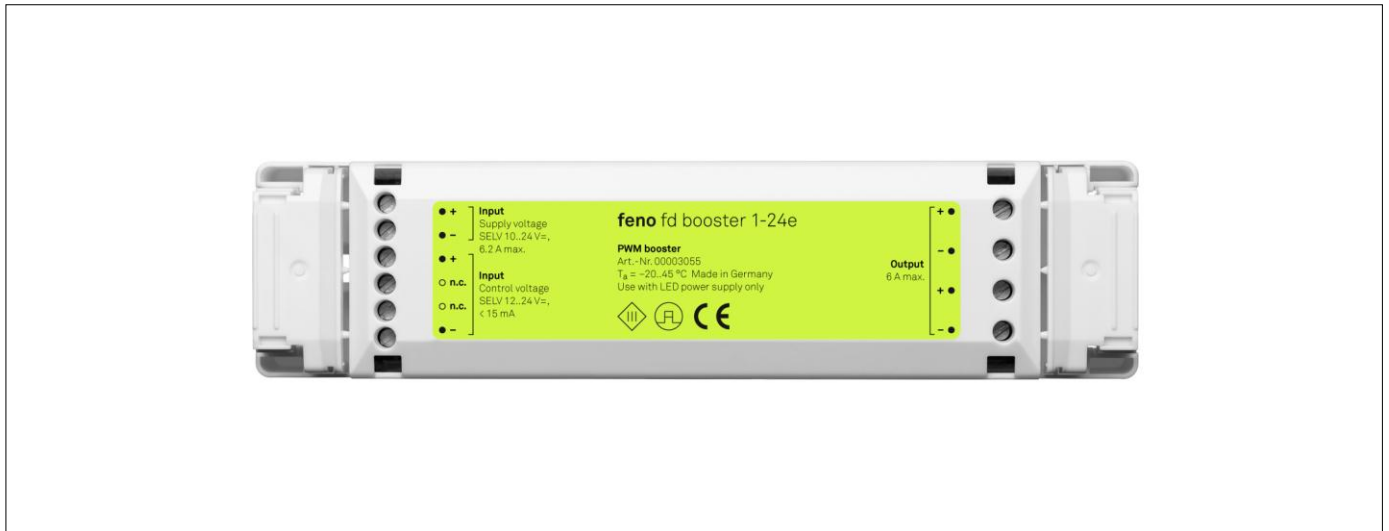 +
Input
Supply voltage
SELV 10..24 V=,
6.2 A max.
–
+
n.c.
n.c.
–
Input
Control voltage
SELV 12..24 V=,
< 15 mA
feno fd booster 1-24e
PWM booster
Art.-Nr. 00003055
Ta = –20..45 °C Made in Germany
Use with LED power supply only
III
CE
+
–
Output
6 A max.
+
–